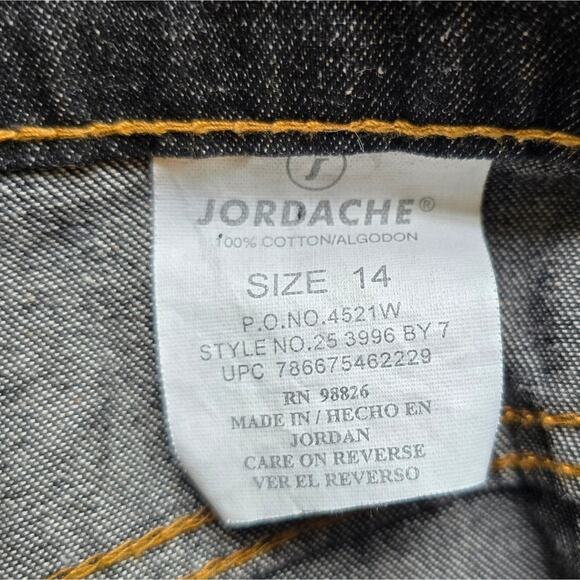 J
JORDACHE®
100% COTTON/ALGODON
SIZE 14
P.O.NO.4521W
STYLE NO.25 3996 BY 7
UPC 786675462229
RN 98826
MADE IN / HECHO EN
JORDAN
CARE ON REVERSE
VER EL REVERSO